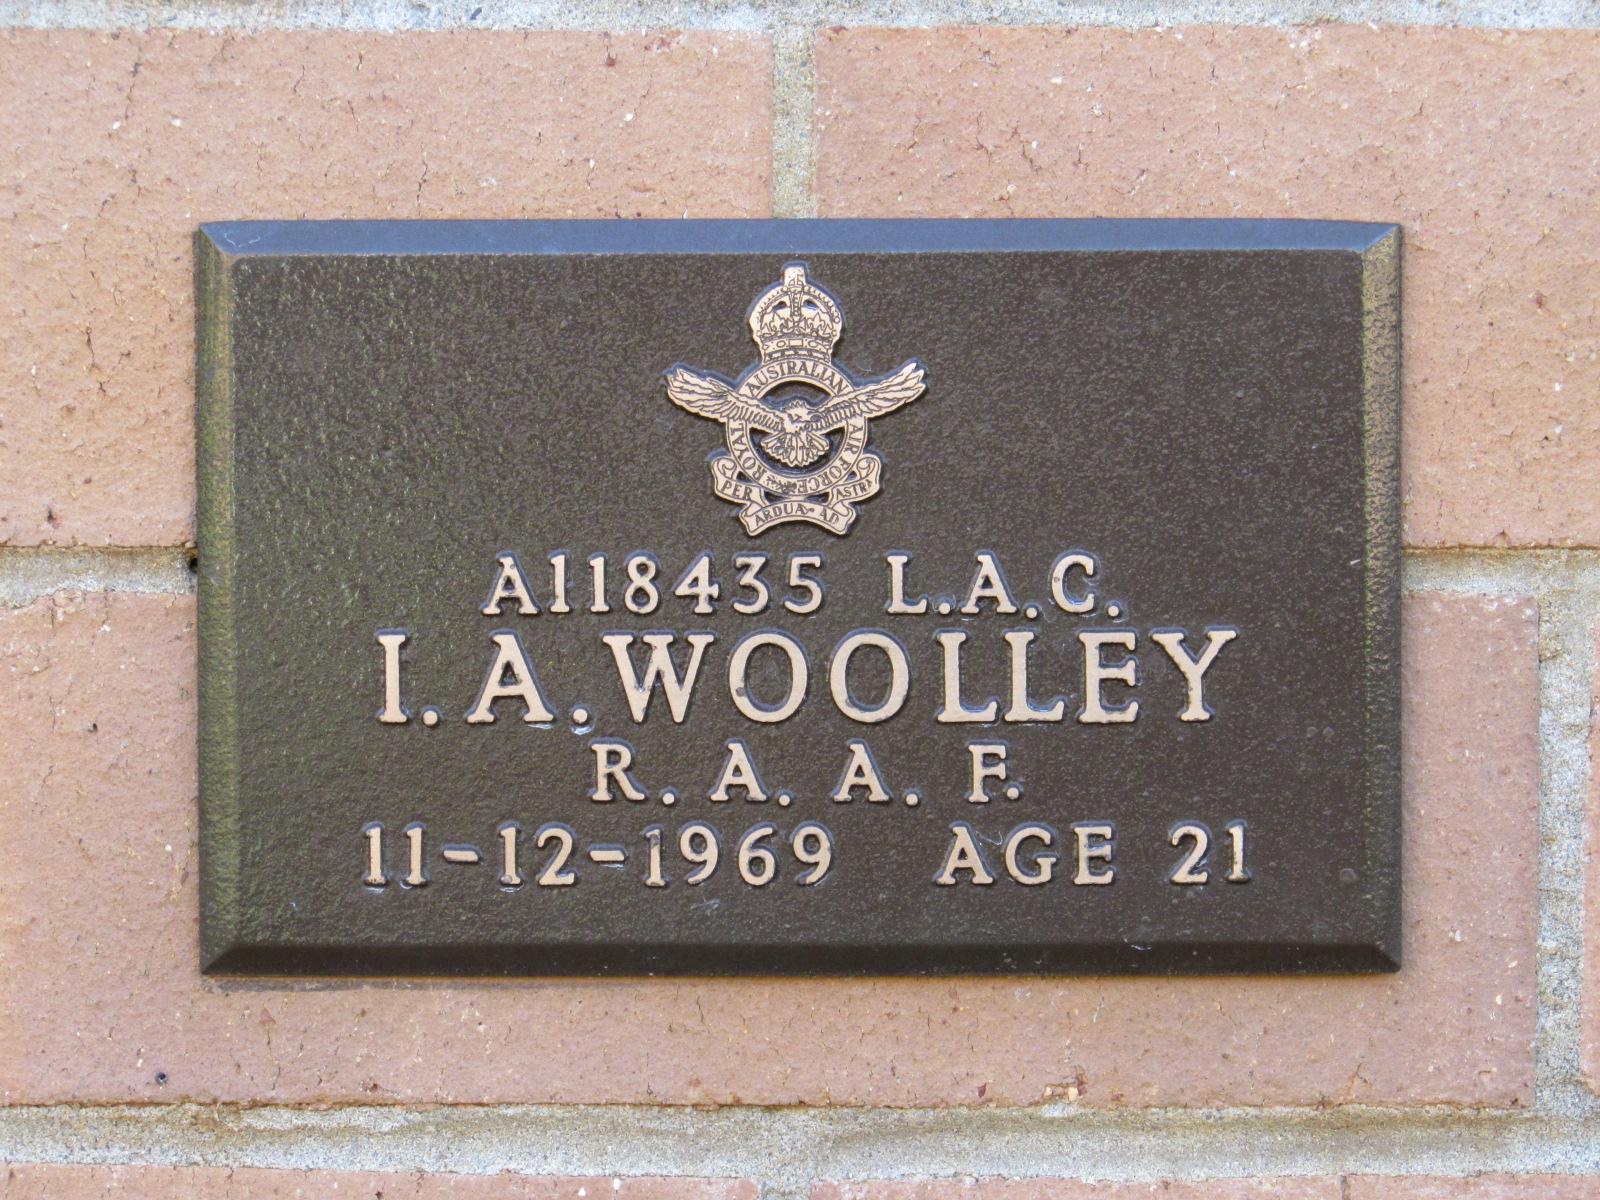 ROYAL AUSTRALIAN AIR FORCE
PER ARDUA AD ASTRA
A118435 L.A.C.
I. A. WOOLLEY
R. A. A. F.
11-12-1969 AGE 21